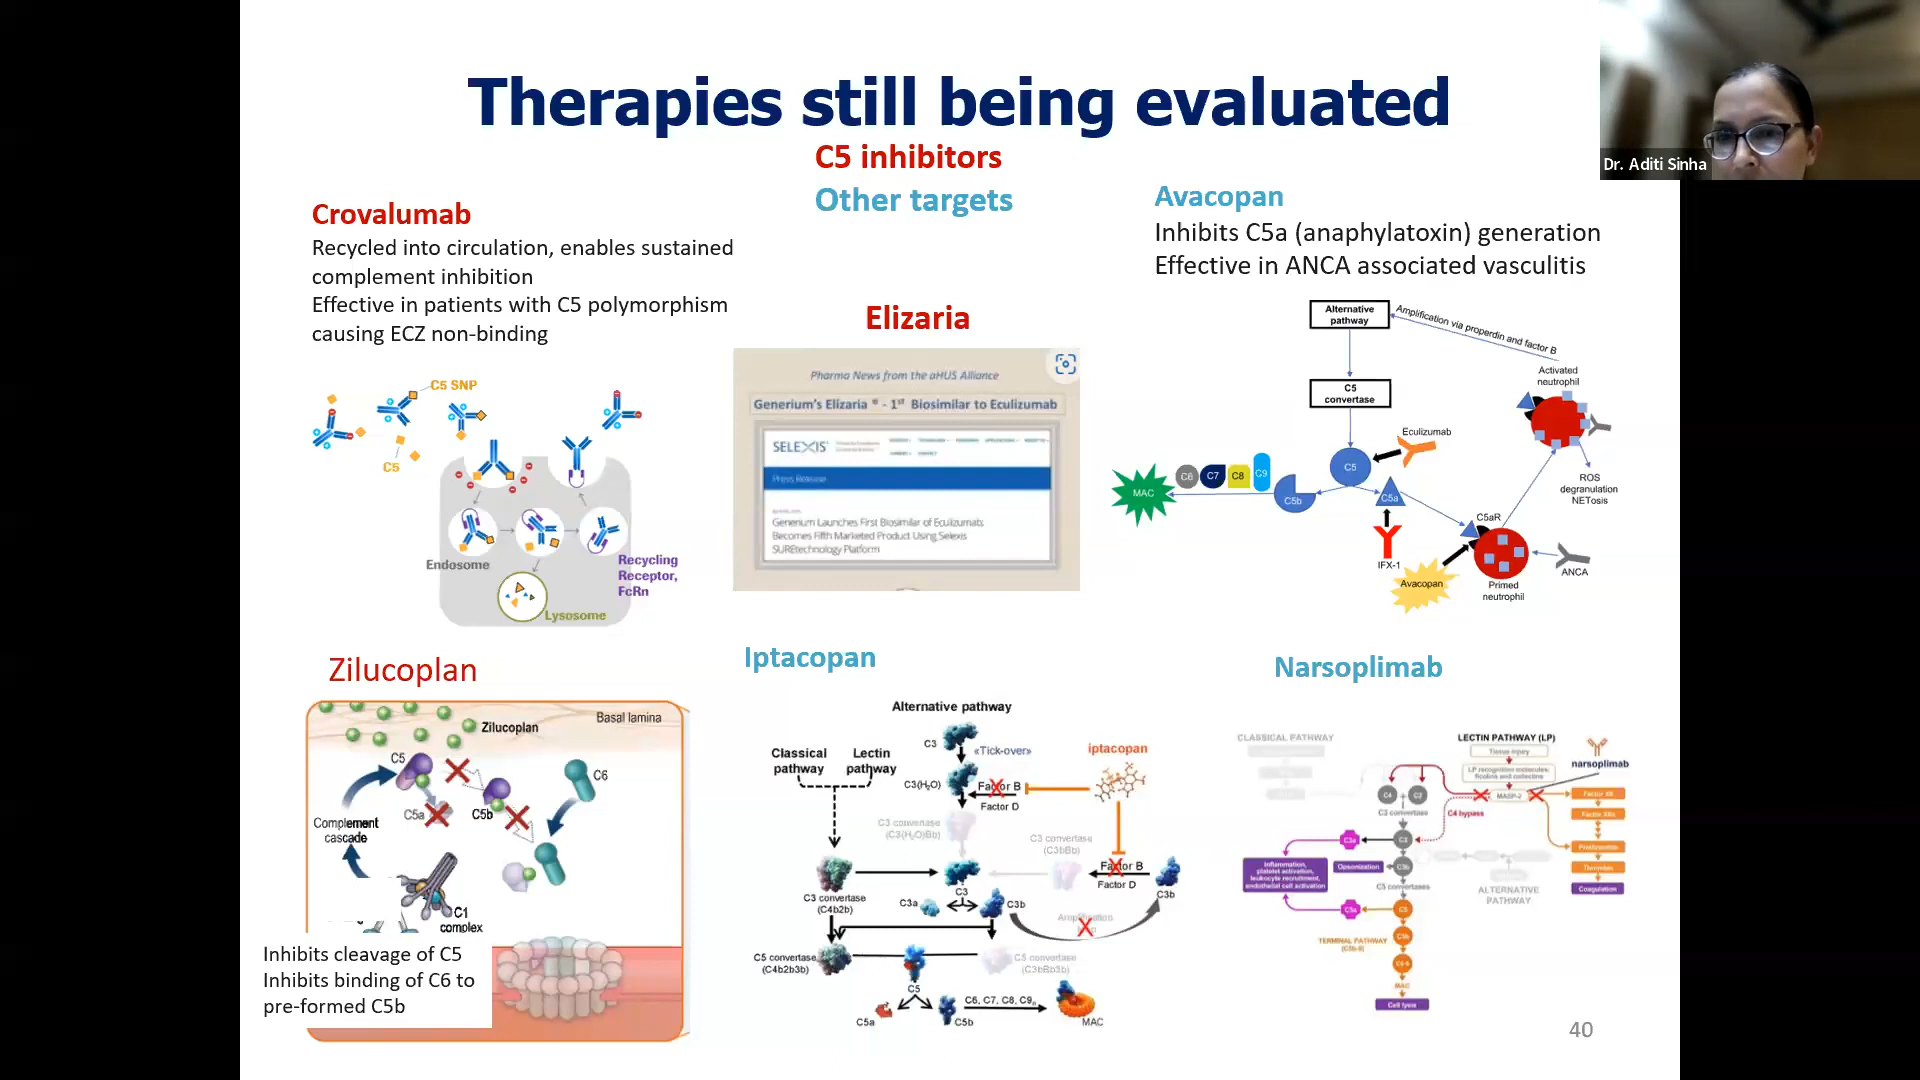 Therapies still being evaluated
C5 inhibitors
Other targets
Dr. Aditi Sinha
Crovalumab
Recycled into circulation, enables sustained
complement inhibition
Effective in patients with C5 polymorphism
causing ECZ non-binding
C5 SNP
C5
Endosome
Recycling
Receptor,
FcRn
Lysosome
Elizaria
Pharma News from the aHUS Alliance
Generium's Elizaria ® - 1st Biosimilar to Eculizumab
SELEXIS
Press Release
Generium Launches First Biosimilar of Eculizumab;
Becomes Fifth Marketed Product Using Selexis
SUREtechnology Platform
Avacopan
Inhibits C5a (anaphylatoxin) generation
Effective in ANCA associated vasculitis
Alternative
pathway
Amplification via properdin and factor B
Activated
neutrophil
C5
convertase
Eculizumab
C5
C6
C7
C8
C9
MAC
C5b
C5a
ROS
degranulation
NETosis
C5aR
IFX-1
Avacopan
Primed
neutrophil
ANCA
Zilucoplan
Zilucoplan
Basal lamina
C5
C6
C5a
C5b
Complement
cascade
C1
complex
Inhibits cleavage of C5
Inhibits binding of C6 to
pre-formed C5b
Iptacopan
Alternative pathway
C3
«Tick-over»
Classical
pathway
Lectin
pathway
iptacopan
C3(H₂O)
Factor B
Factor D
C3 convertase
(C3(H₂O)Bb)
C3 convertase
(C3bBb)
Factor B
Factor D
C3 convertase
(C4b2b)
C3
C3a
C3b
C3b
C5 convertase
(C4b2b3b)
C5 convertase
(C3bBb3b)
C5
C6, C7, C8, C9n
C5a
C5b
MAC
Narsoplimab
CLASSICAL PATHWAY
LECTIN PATHWAY (LP)
Tissue injury
LP recognition molecules:
ficolins and collectins
narsoplimab
MASP-2
C4
C2
C3 convertase
C4 bypass
Factor XII
Factor XIIa
Prothrombin
Thrombin
Coagulation
C3a
C3
C3b
Opsonization
Inflammation,
platelet activation,
leukocyte recruitment,
endothelial cell activation
C5 convertases
ALTERNATIVE
PATHWAY
C5a
C5
TERMINAL PATHWAY
(C5b-9)
C5b
MAC
Cell lysis
40